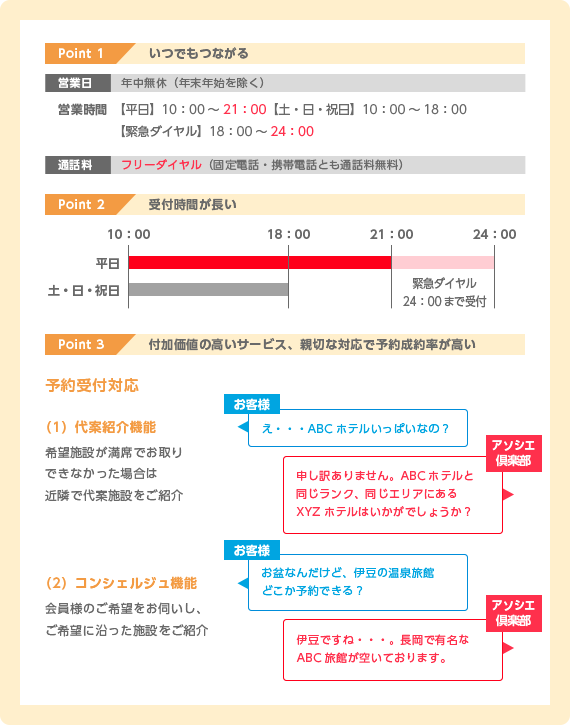 Point 1 いつでもつながる
営業日 年中無休（年末年始を除く）
営業時間 【平日】10：00～21：00【土・日・祝日】10：00～18：00
【緊急ダイヤル】18：00～24：00
通話料 フリーダイヤル（固定電話・携帯電話とも通話料無料）
Point 2 受付時間が長い
10：00 18：00 21：00 24：00
平日
土・日・祝日
緊急ダイヤル
24：00まで受付
Point 3 付加価値の高いサービス、親切な対応で予約成約率が高い
予約受付対応
（1）代案紹介機能
希望施設が満席でお取り
できなかった場合は
近隣で代案施設をご紹介
お客様
え・・・ABCホテルいっぱいなの？
アソシエ
倶楽部
申し訳ありません。ABCホテルと
同じランク、同じエリアにある
XYZホテルはいかがでしょうか？
（2）コンシェルジュ機能
会員様のご希望をお伺いし、
ご希望に沿った施設をご紹介
お客様
お盆なんだけど、伊豆の温泉旅館
どこか予約できる？
アソシエ
倶楽部
伊豆ですね・・・。長岡で有名な
ABC旅館が空いております。